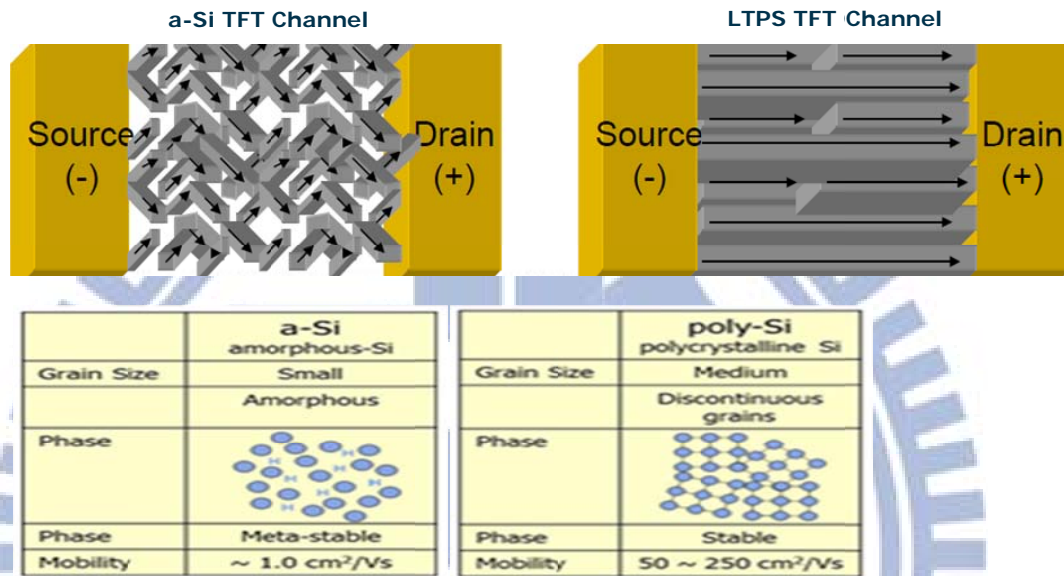 a-Si TFT Channel
LTPS TFT Channel
Source
(-)
Drain
(+)
Source
(-)
Drain
(+)
a-Si
amorphous-Si
Grain Size
Small
Amorphous
Phase
H
H
H
H
H
Phase
Meta-stable
Mobility
~ 1.0 cm²/Vs
poly-Si
polycrystalline Si
Grain Size
Medium
Discontinuous
grains
Phase
Phase
Stable
Mobility
50 ~ 250 cm²/Vs